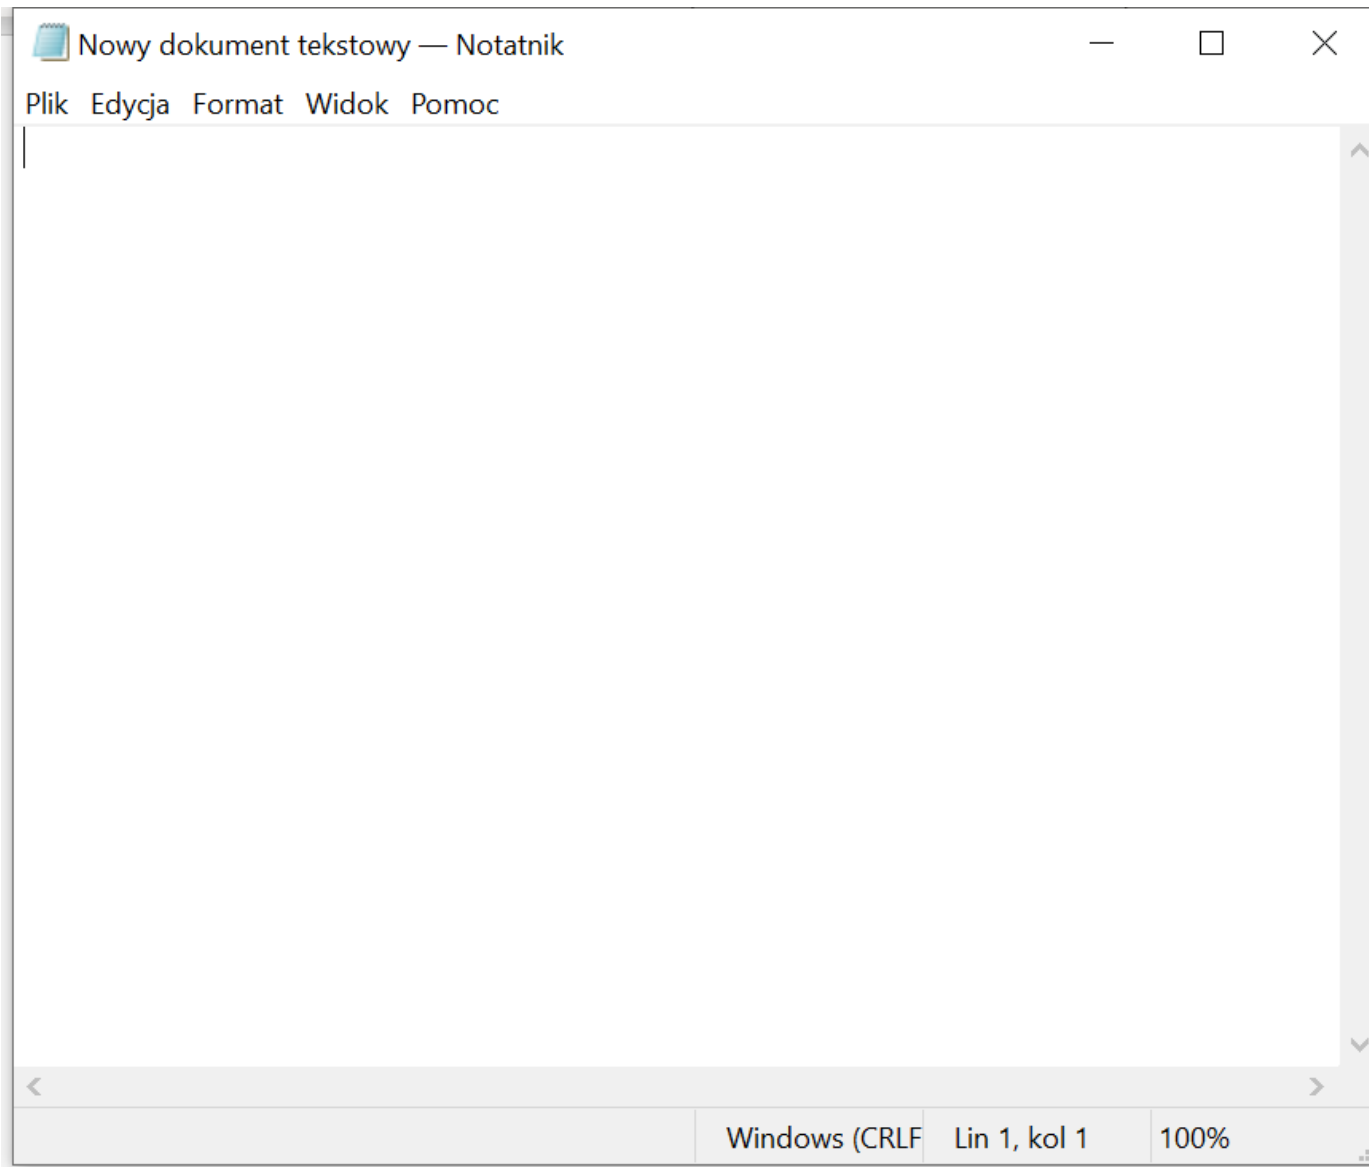 Nowy dokument tekstowy — Notatnik
Plik Edycja Format Widok Pomoc
Windows (CRLF Lin 1, kol 1 100%